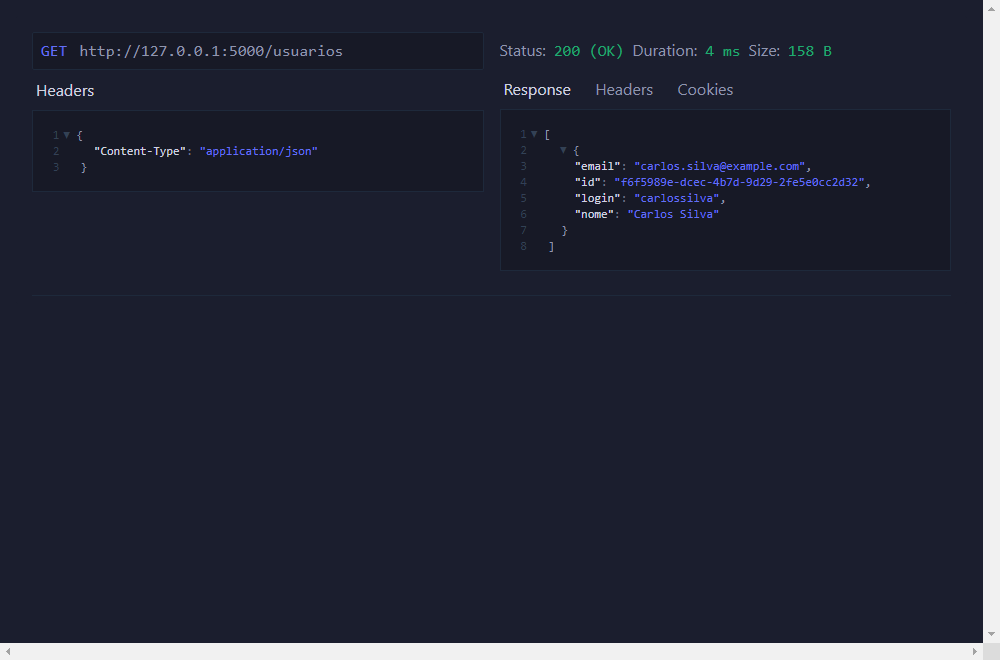 GET http://127.0.0.1:5000/usuarios
Headers
1 ▼ {
2 "Content-Type": "application/json"
3 }
Status: 200 (OK) Duration: 4 ms Size: 158 B
Response Headers Cookies
1 ▼ [
2 ▼ {
3 "email": "carlos.silva@example.com",
4 "id": "f6f5989e-dcec-4b7d-9d29-2fe5e0cc2d32",
5 "login": "carlossilva",
6 "nome": "Carlos Silva"
7 }
8 ]